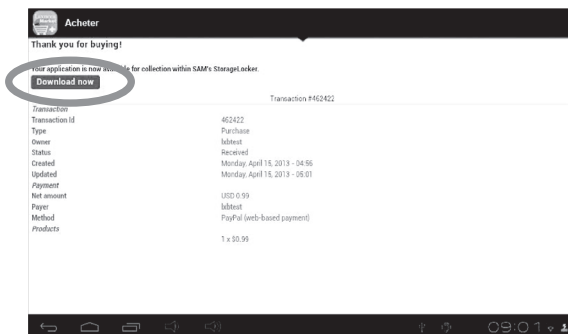 Acheter
Thank you for buying!
Your application is now available for collection within SAM's StorageLocker.
Download now
Transaction #462422
Transaction
Transaction Id 462422
Type Purchase
Owner
Status Received
Created Monday, April 15, 2013 - 04:56
Updated Monday, April 15, 2013 - 05:01
Payment
Net amount USD 0.99
Payer
Method PayPal (web-based payment)
Products
1 x $0.99
09:01